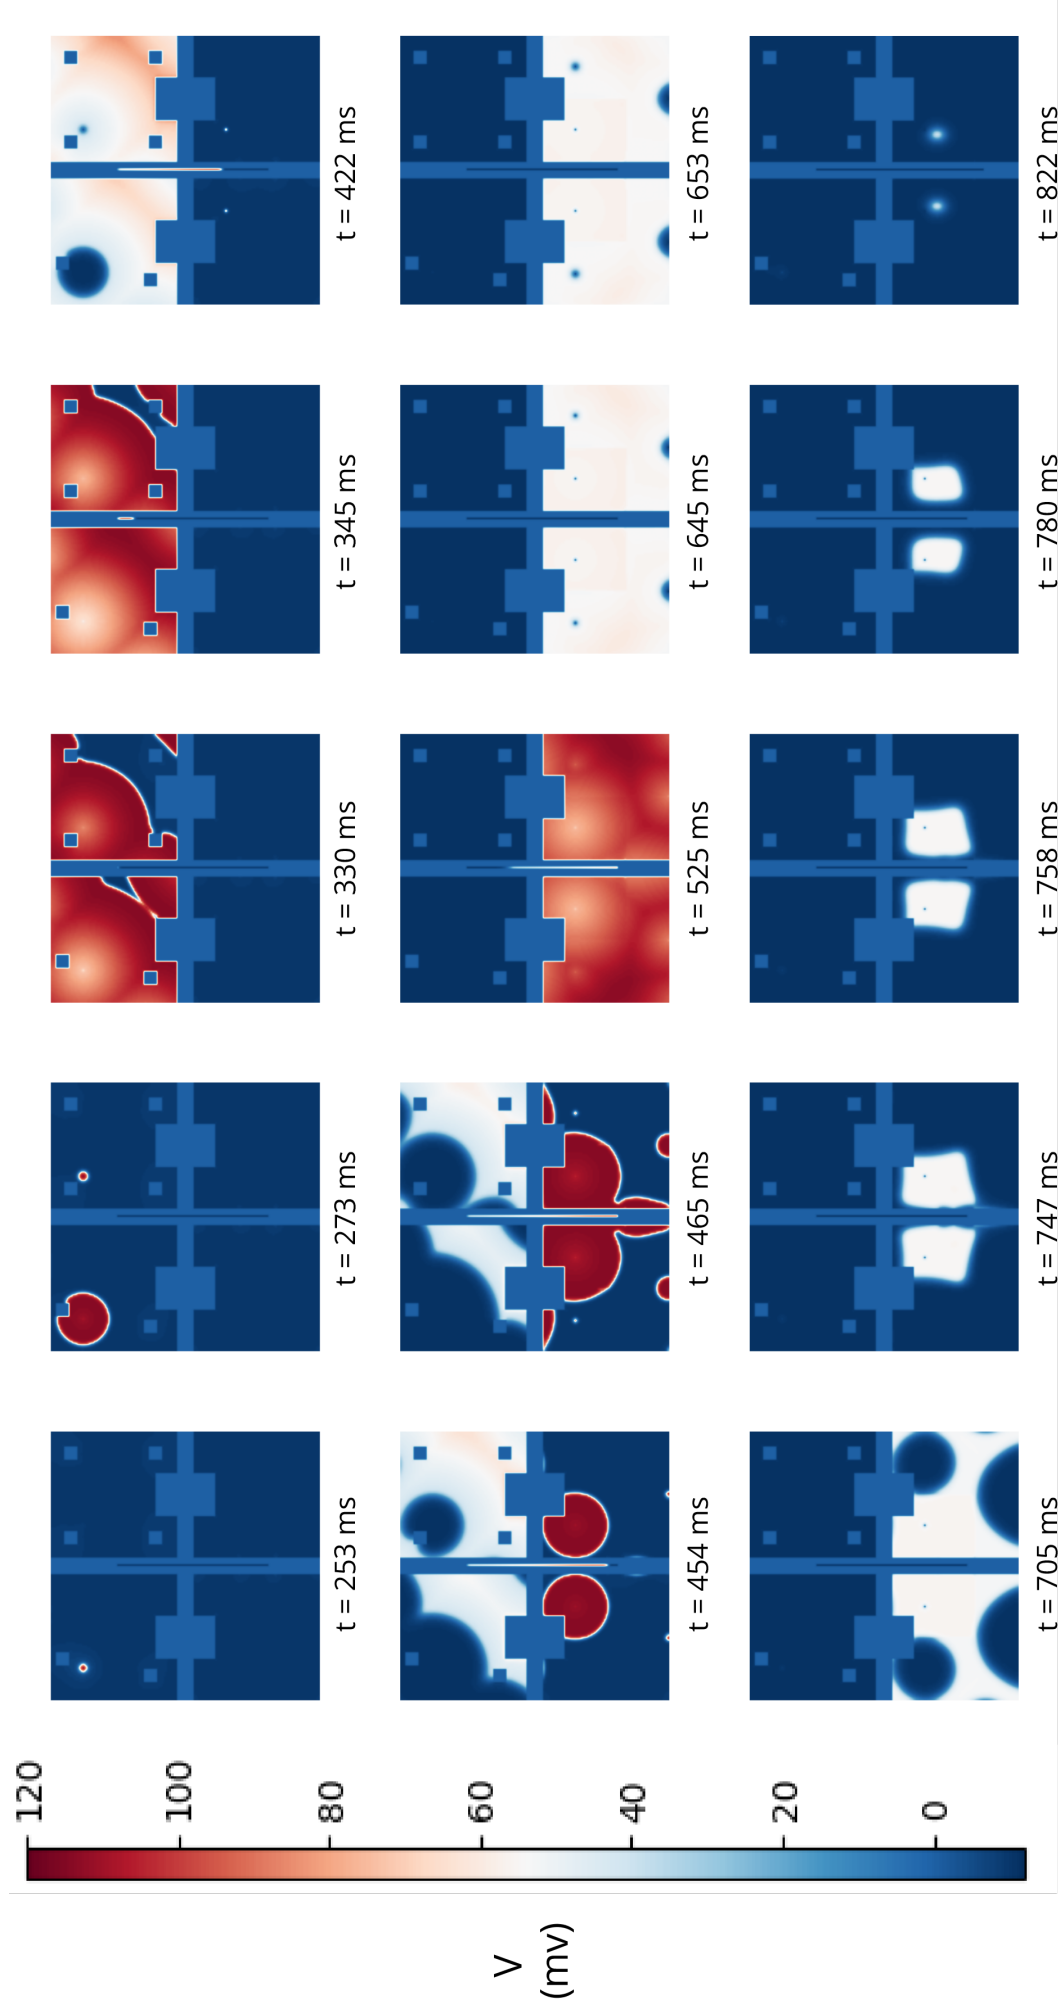 V
(mv)
120
100
80
60
40
20
0
t = 253 ms
t = 273 ms
t = 330 ms
t = 345 ms
t = 422 ms
t = 454 ms
t = 465 ms
t = 525 ms
t = 645 ms
t = 653 ms
t = 705 ms
t = 747 ms
t = 758 ms
t = 780 ms
t = 822 ms